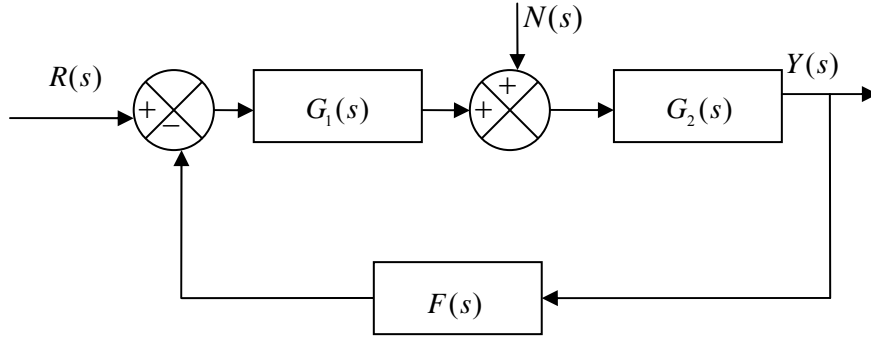 N(s)
R(s)
Y(s)
+
−
G₁(s)
+
+
G₂(s)
F(s)